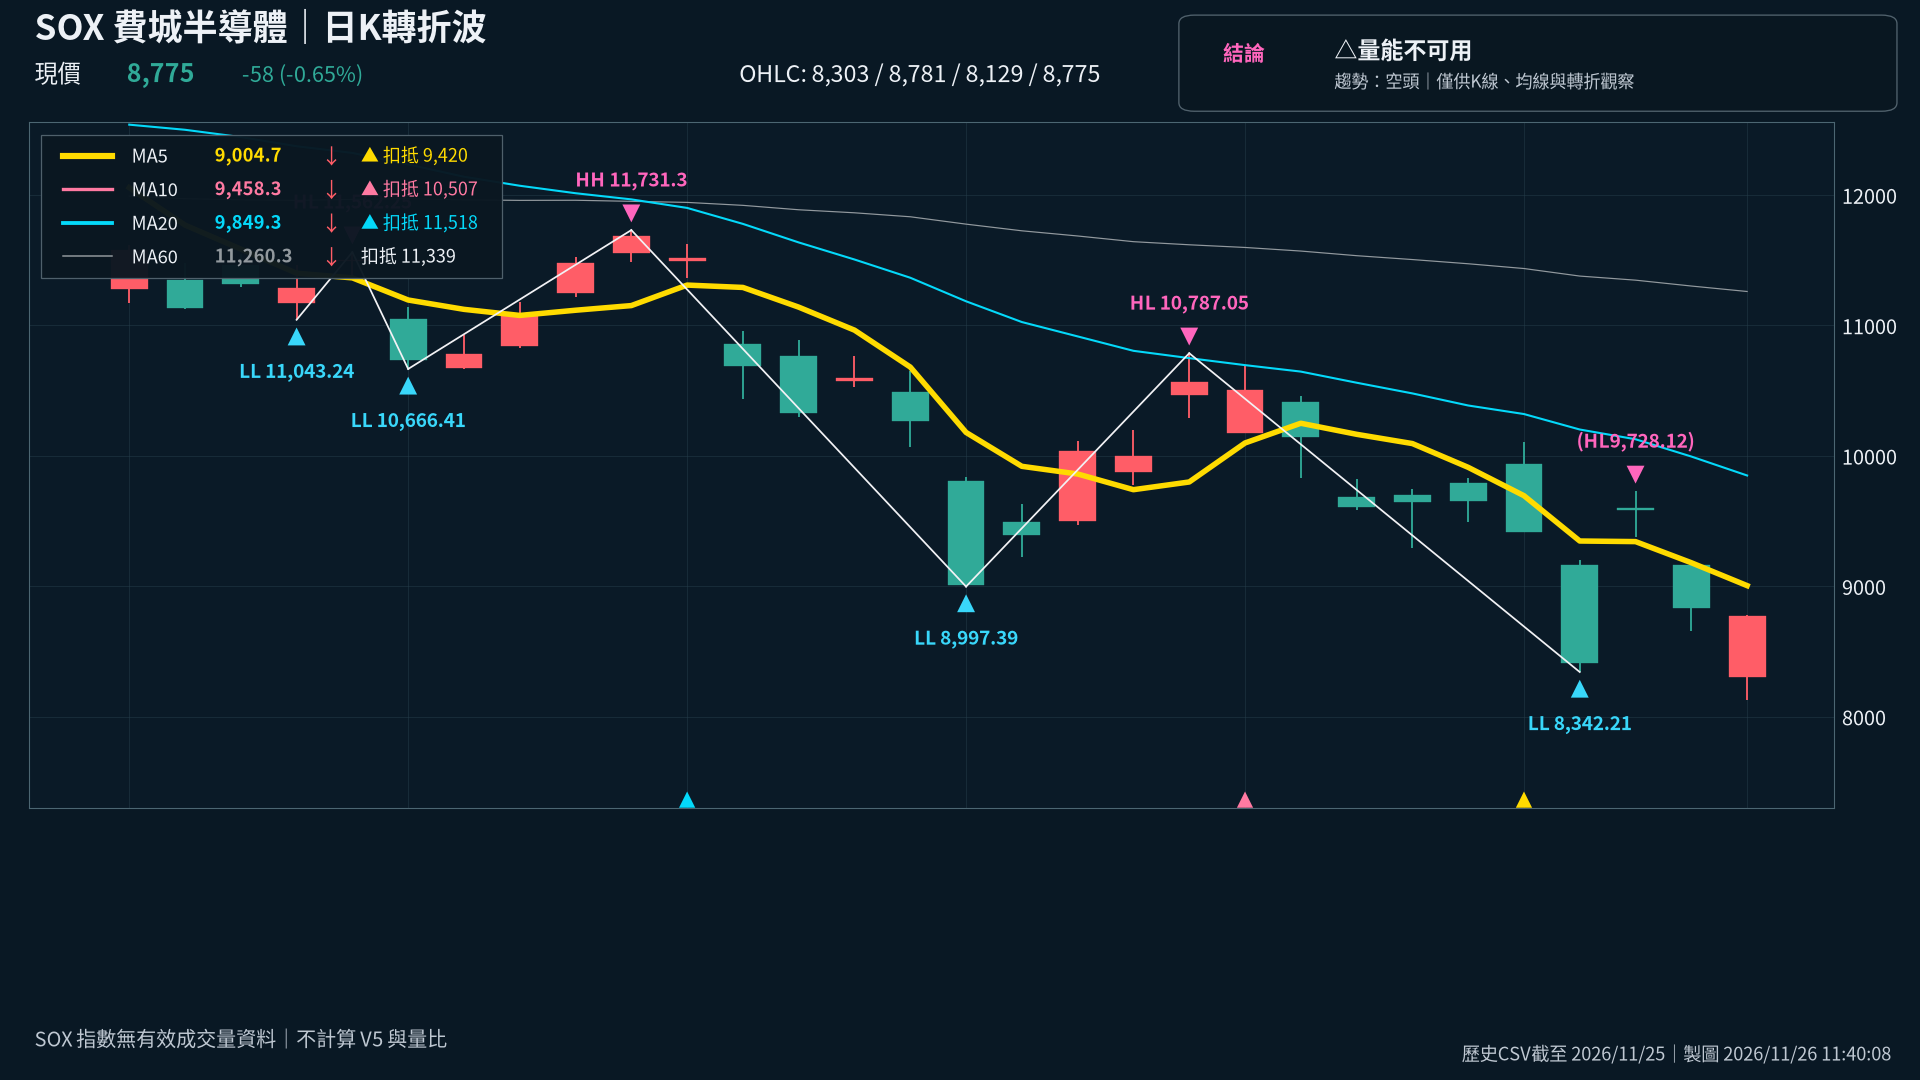 SOX 費城半導體｜日K轉折波
現價 8,775 -58 (-0.65%)
OHLC: 8,303 / 8,781 / 8,129 / 8,775
結論
△量能不可用
趨勢：空頭｜僅供K線、均線與轉折觀察
MA5 9,004.7 ↓ ▲扣抵 9,420
MA10 9,458.3 ↓ ▲扣抵 10,507
MA20 9,849.3 ↓ ▲扣抵 11,518
MA60 11,260.3 ↓ 扣抵 11,339
HH 11,731.3
LL 11,043.24
LL 10,666.41
HL 10,787.05
LL 8,997.39
(HL9,728.12)
LL 8,342.21
12000
11000
10000
9000
8000
SOX 指數無有效成交量資料｜不計算 V5 與量比
歷史CSV截至 2026/11/25｜製圖 2026/11/26 11:40:08